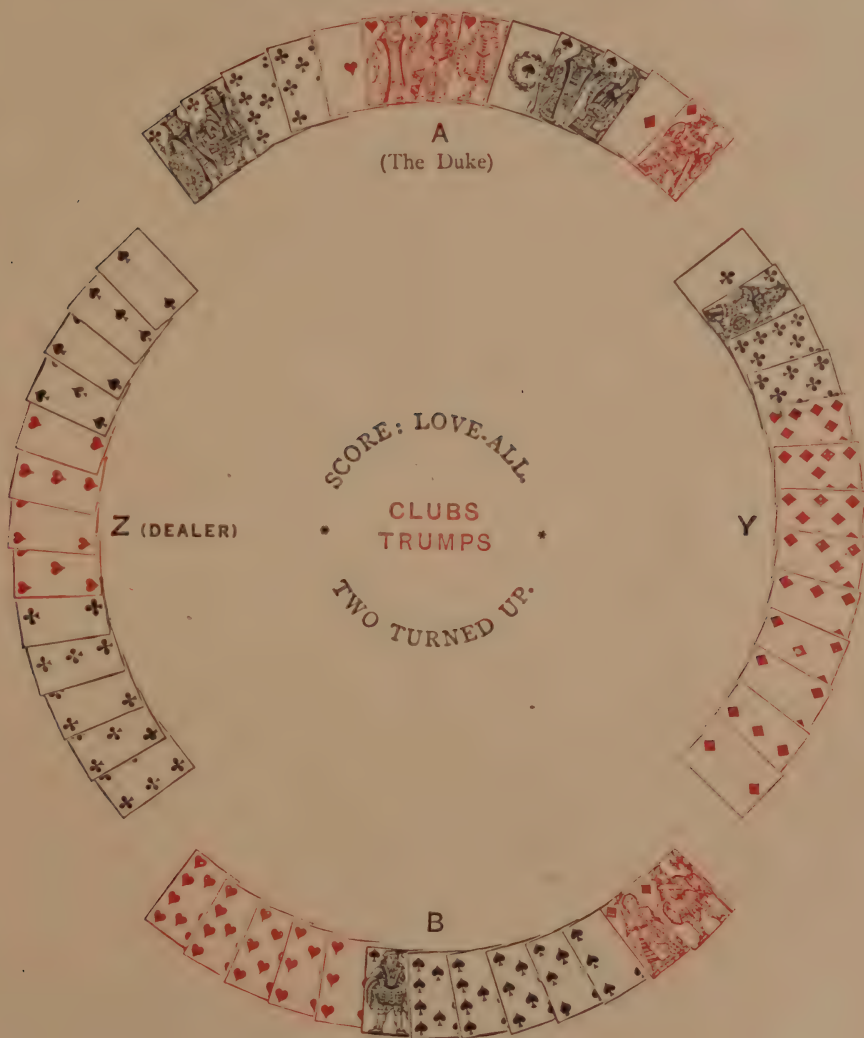 A
(The Duke)
SCORE: LOVE-ALL,
Z (DEALER)
CLUBS
TRUMPS
Y
TWO TURNED UP.
B